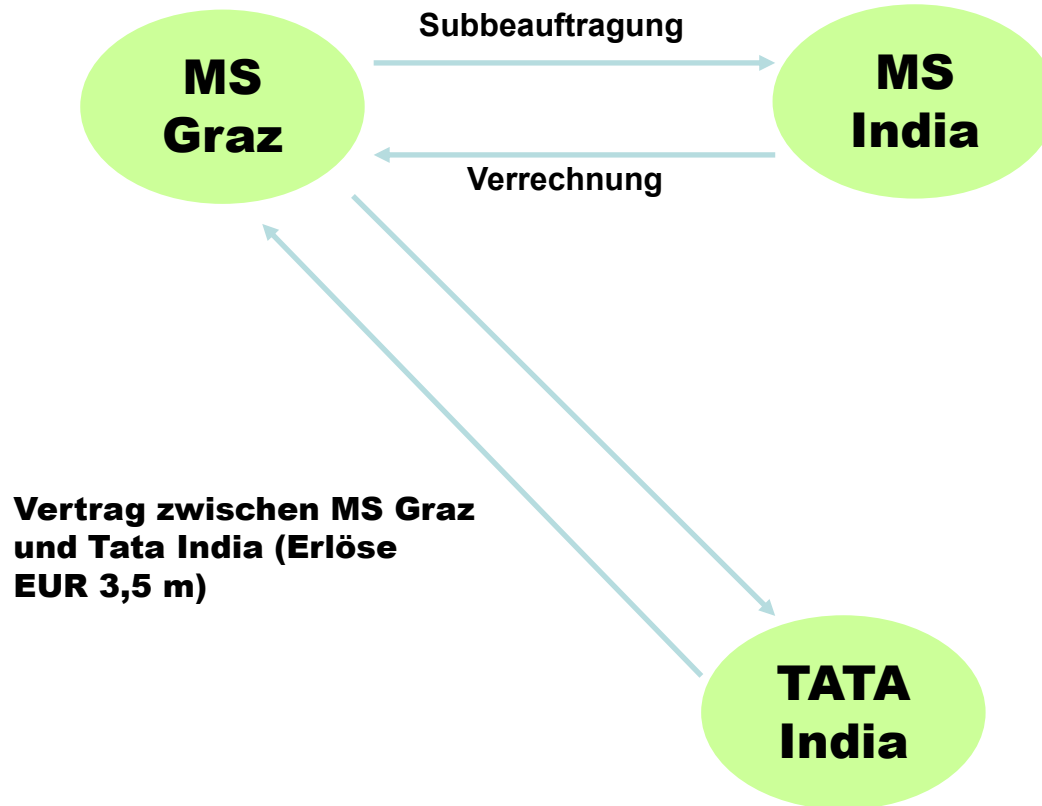 Subbeauftragung
MS
Graz
MS
India
Verrechnung
Vertrag zwischen MS Graz
und Tata India (Erlöse
EUR 3,5 m)
TATA
India